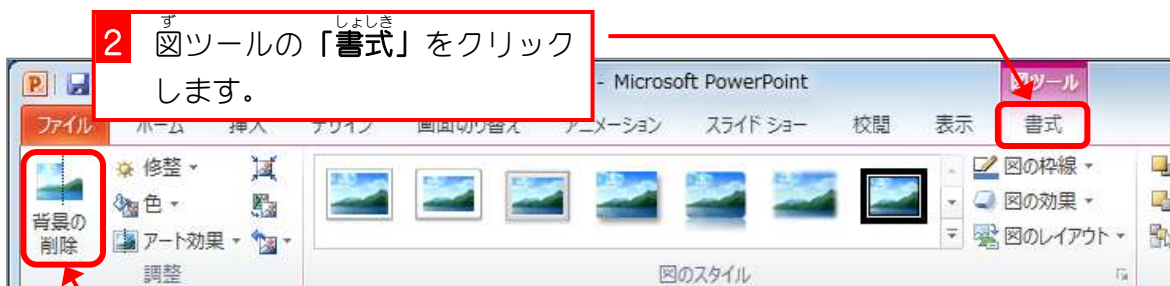 2 図ツールの「書式」をクリック
ず しょしき
します。
- Microsoft PowerPoint 図ツール
ファイル ホーム 挿入 デザイン 画面切り替え アニメーション スライド ショー 校閲 表示 書式
背景の
削除
修整
色
アート効果
図の枠線
図の効果
図のレイアウト
調整 図のスタイル